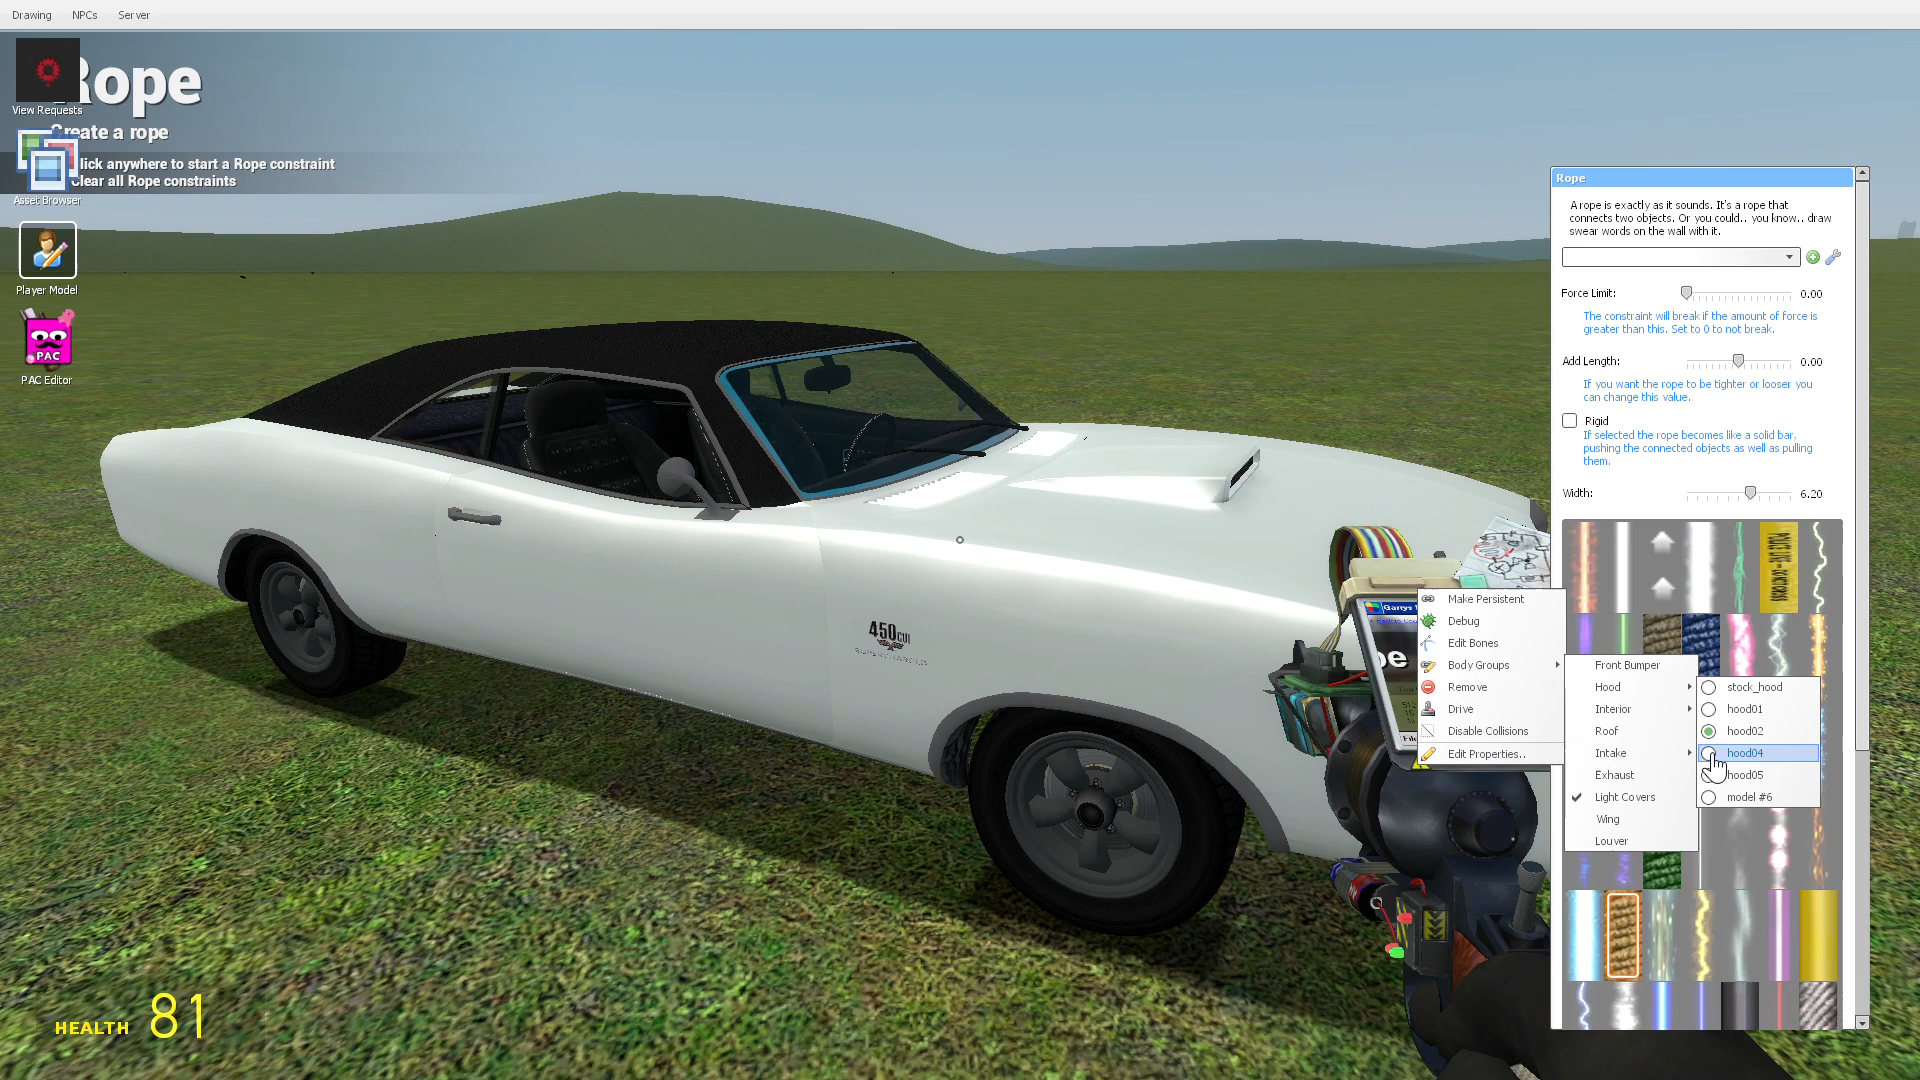 Drawing NPCs Server
View Requests
Rope
Create a rope
lick anywhere to start a Rope constraint
Clear all Rope constraints
Asset Browser
Player Model
PAC
PAC Editor
HEALTH 81
450CUI
Garrys
Make Persistent
Debug
Edit Bones
Body Groups
Remove
Drive
Disable Collisions
Edit Properties..
Front Bumper
Hood
Interior
Roof
Intake
Exhaust
Light Covers
Wing
Louver
stock_hood
hood01
hood02
hood04
hood05
model #6
Rope
A rope is exactly as it sounds. It's a rope that
connects two objects. Or you could.. you know.. draw
swear words on the wall with it.
Force Limit: 0.00
The constraint will break if the amount of force is
greater than this. Set to 0 to not break.
Add Length: 0.00
If you want the rope to be tighter or looser you
can change this value.
Rigid
If selected the rope becomes like a solid bar,
pushing the connected objects as well as pulling
them.
Width: 6.20